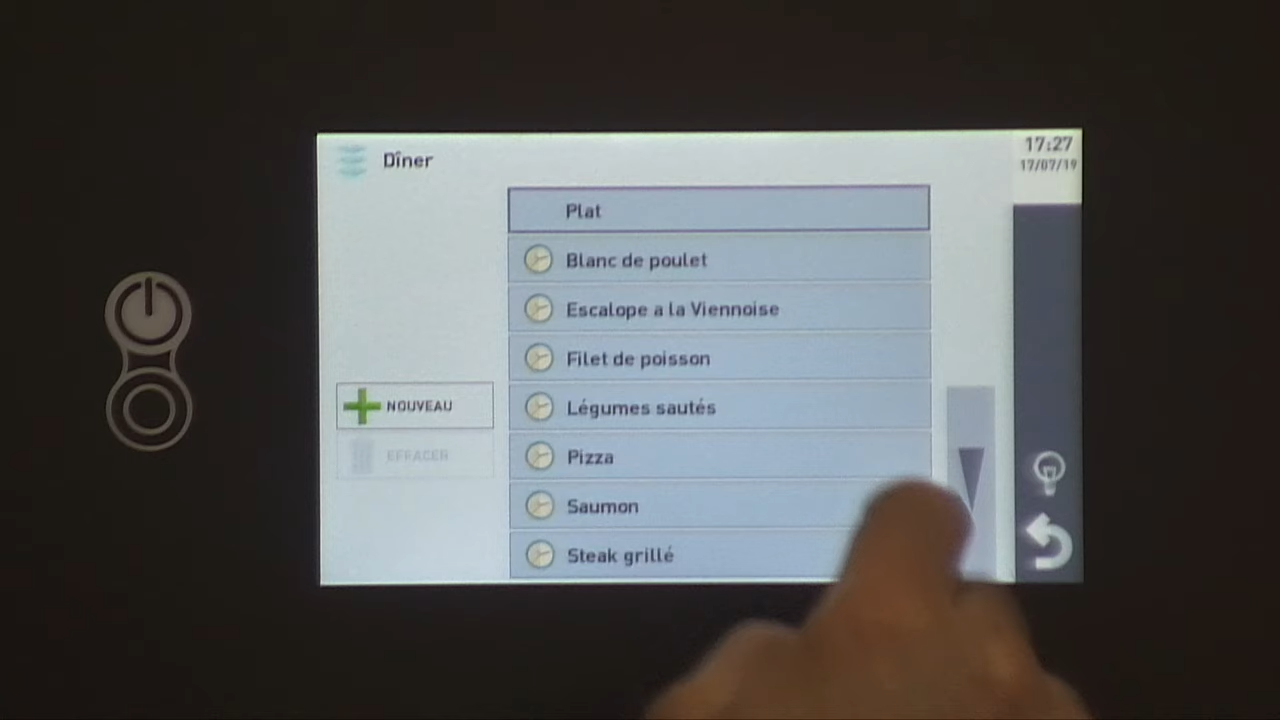 Dîner
17:27
17/07/19
Plat
Blanc de poulet
Escalope a la Viennoise
Filet de poisson
Légumes sautés
NOUVEAU
Pizza
EFFACER
Saumon
Steak grillé